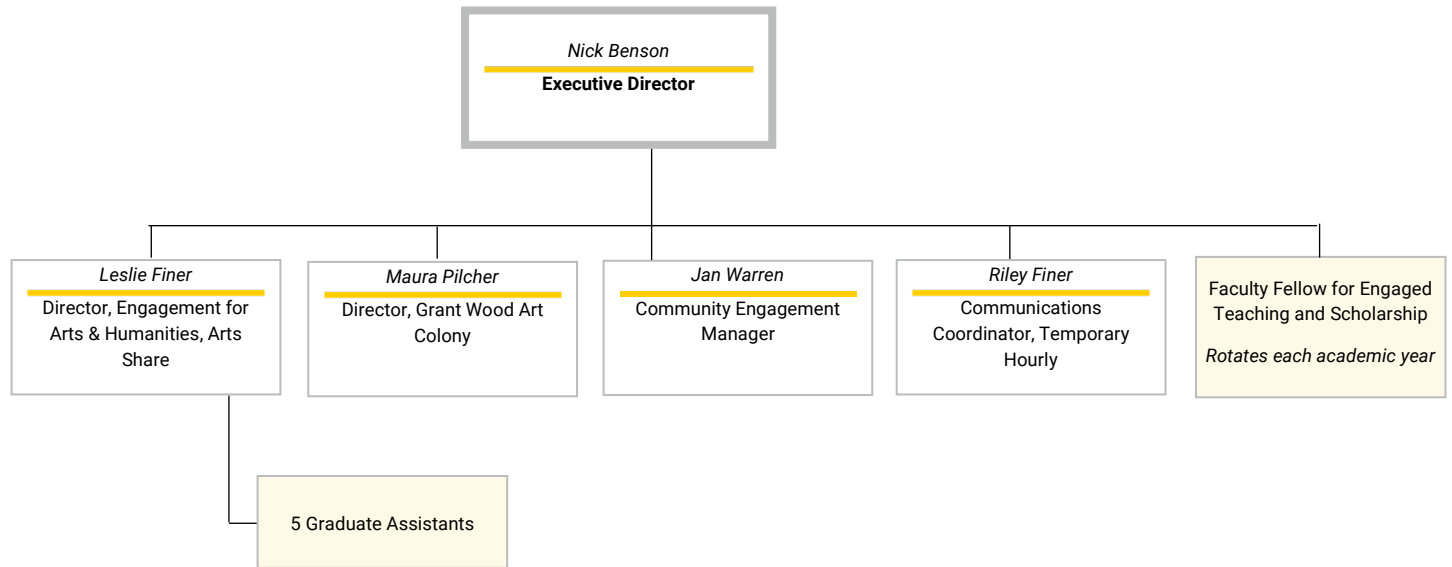 Nick Benson
Executive Director
Leslie Finer
Director, Engagement for
Arts & Humanities, Arts
Share
Maura Pilcher
Director, Grant Wood Art
Colony
Jan Warren
Community Engagement
Manager
Riley Finer
Communications
Coordinator, Temporary
Hourly
Faculty Fellow for Engaged
Teaching and Scholarship
Rotates each academic year
5 Graduate Assistants